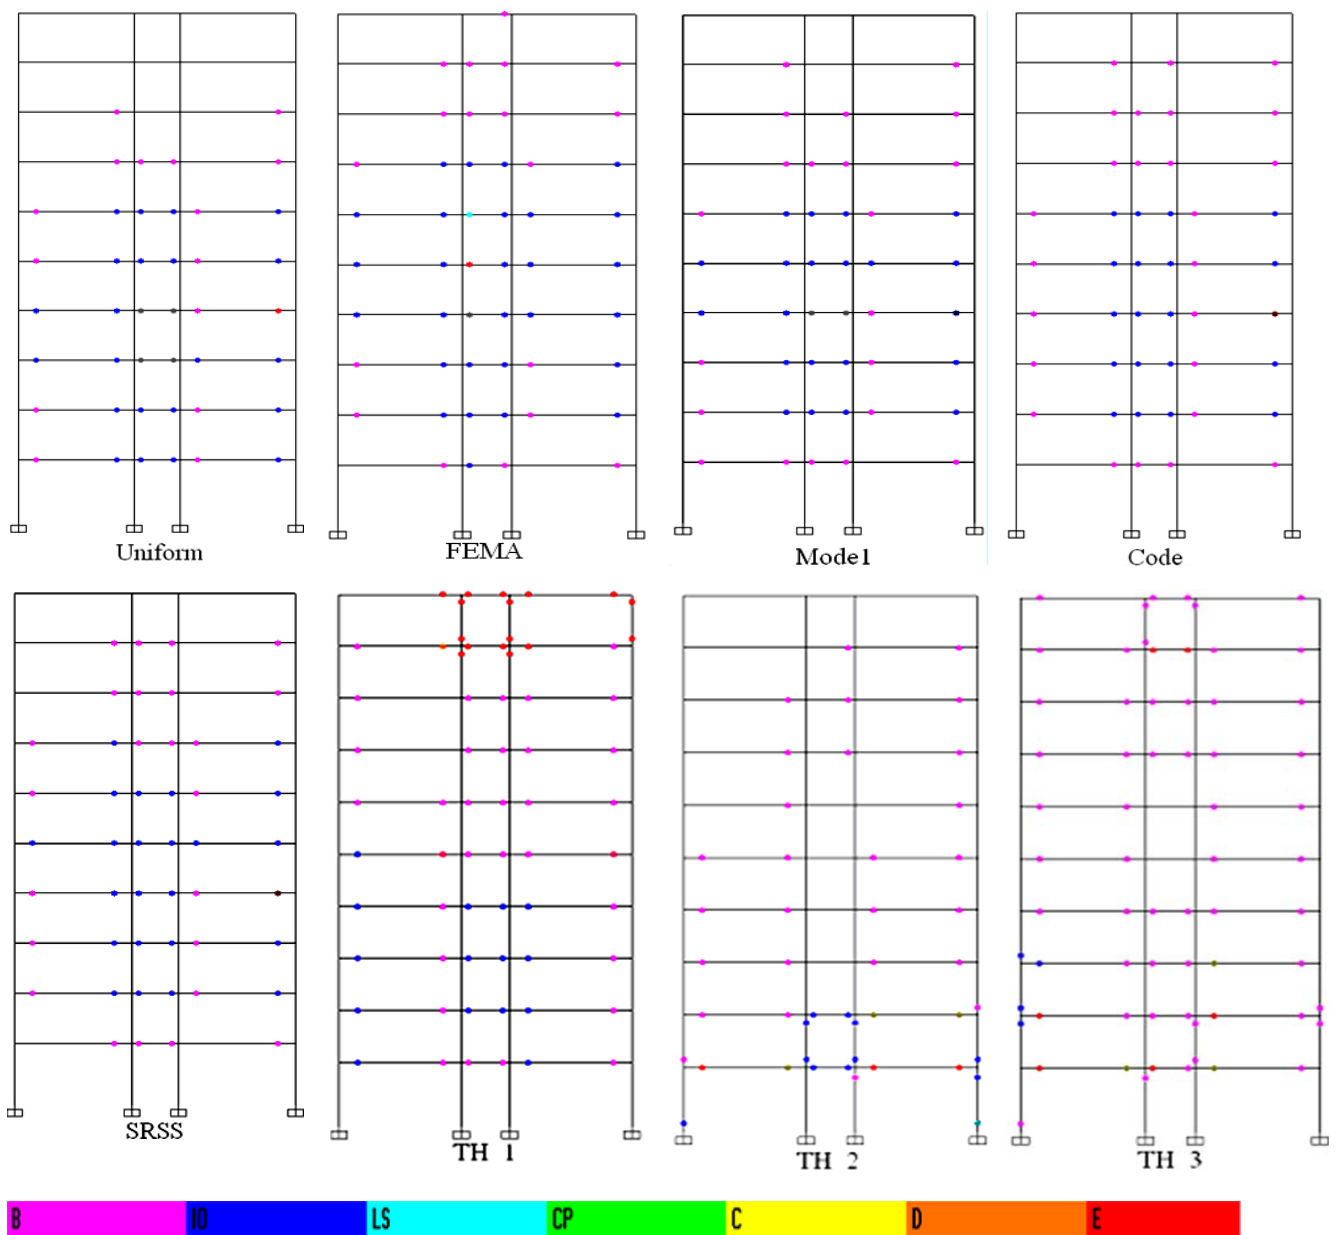 Uniform
FEMA
Mode1
Code
SRSS
TH 1
TH 2
TH 3
B IO LS CP C D E